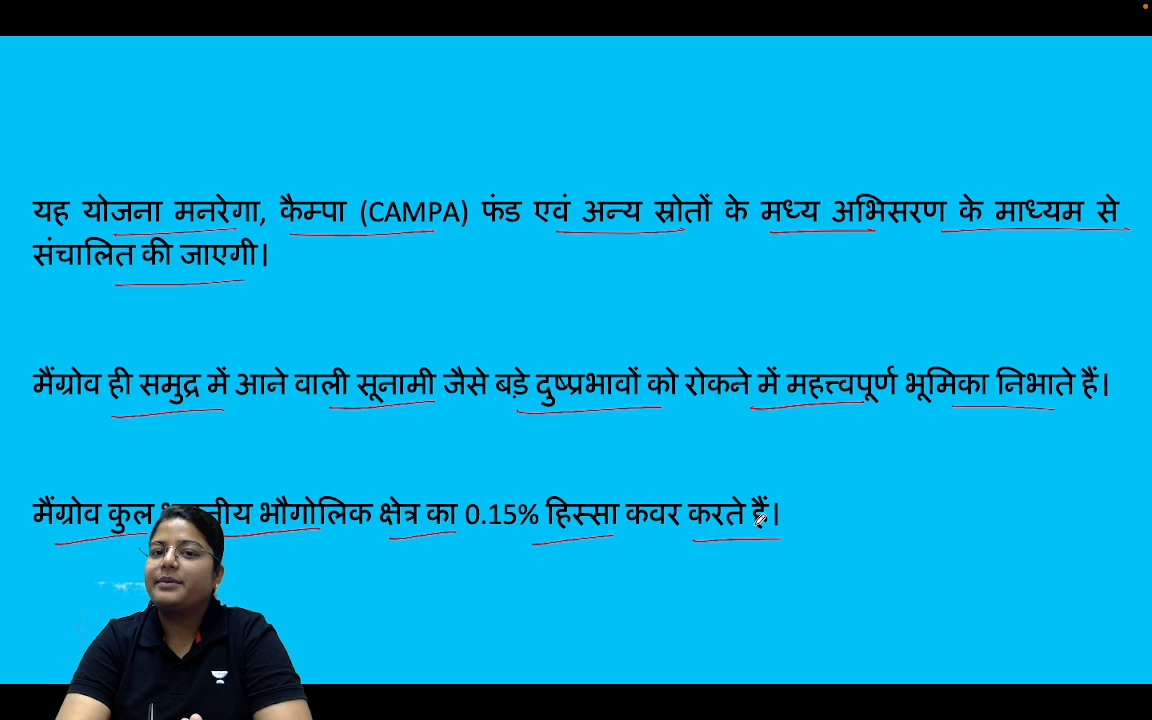 यह योजना मनरेगा, कैम्पा (CAMPA) फंड एवं अन्य स्रोतों के मध्य अभिसरण के माध्यम से
संचालित की जाएगी।
मैंग्रोव ही समुद्र में आने वाली सूनामी जैसे बड़े दुष्प्रभावों को रोकने में महत्त्वपूर्ण भूमिका निभाते हैं।
मैंग्रोव कुल भौगोलिक क्षेत्र का 0.15% हिस्सा कवर करते हैं।